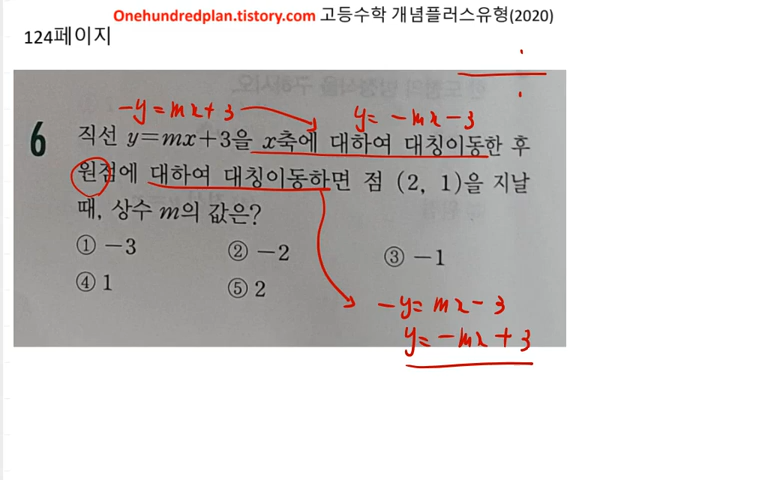 Onehundredplan.tistory.com 고등수학 개념플러스유형(2020)
124페이지
-y=mx+3
y=-mx-3
6 직선 y=mx+3을 x축에 대하여 대칭이동한 후
원점에 대하여 대칭이동하면 점 (2, 1)을 지날
때, 상수 m의 값은?
① -3 ② -2 ③ -1
④ 1 ⑤ 2
-y=mx-3
y=-mx+3